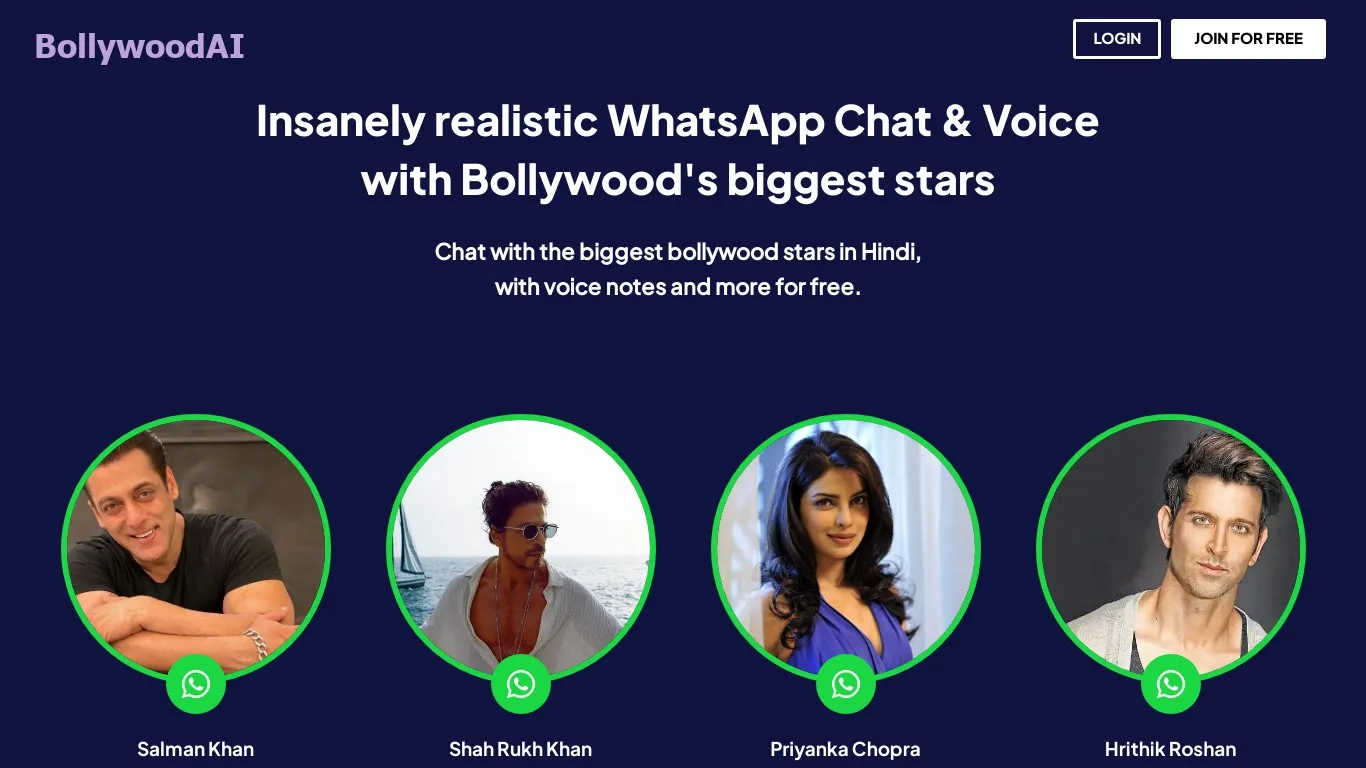 BollywoodAI
LOGIN
JOIN FOR FREE
Insanely realistic WhatsApp Chat & Voice
with Bollywood's biggest stars
Chat with the biggest bollywood stars in Hindi,
with voice notes and more for free.
Salman Khan
Shah Rukh Khan
Priyanka Chopra
Hrithik Roshan